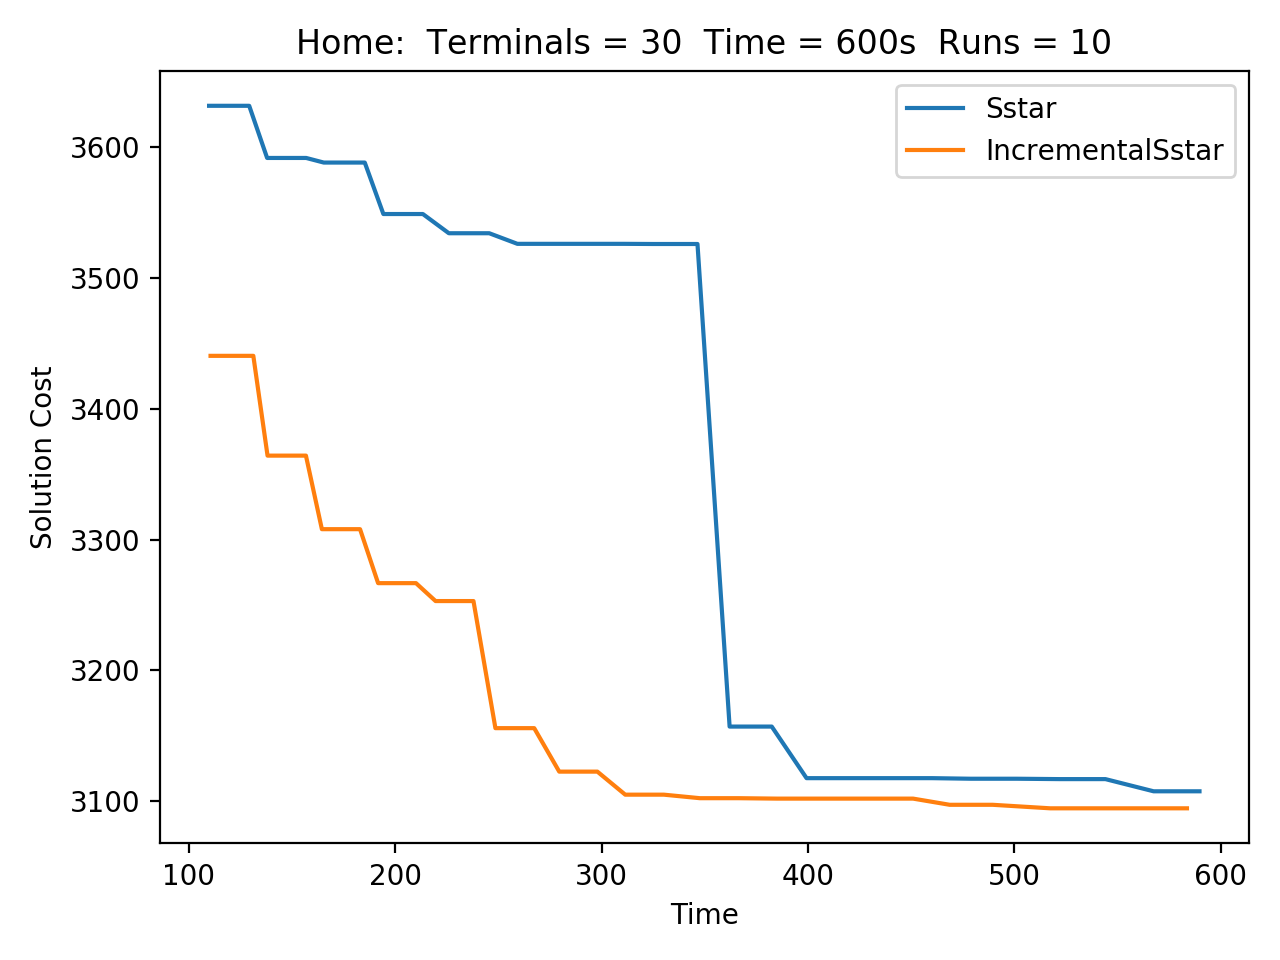 Home:  Terminals = 30  Time = 600s  Runs = 10
Sstar
IncrementalSstar
3600
3500
3400
3300
3200
3100
Solution Cost
100 200 300 400 500 600
Time